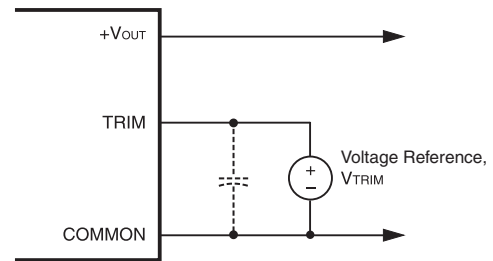 +VOUT
TRIM
+
–
Voltage Reference,
VTRIM
COMMON